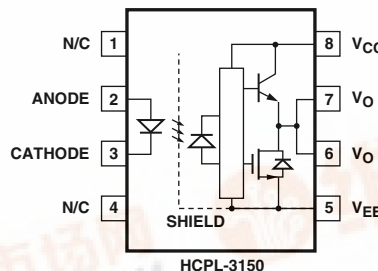 N/C 1
ANODE 2
CATHODE 3
N/C 4
8 VCC
7 VO
6 VO
5 VEE
SHIELD
HCPL-3150